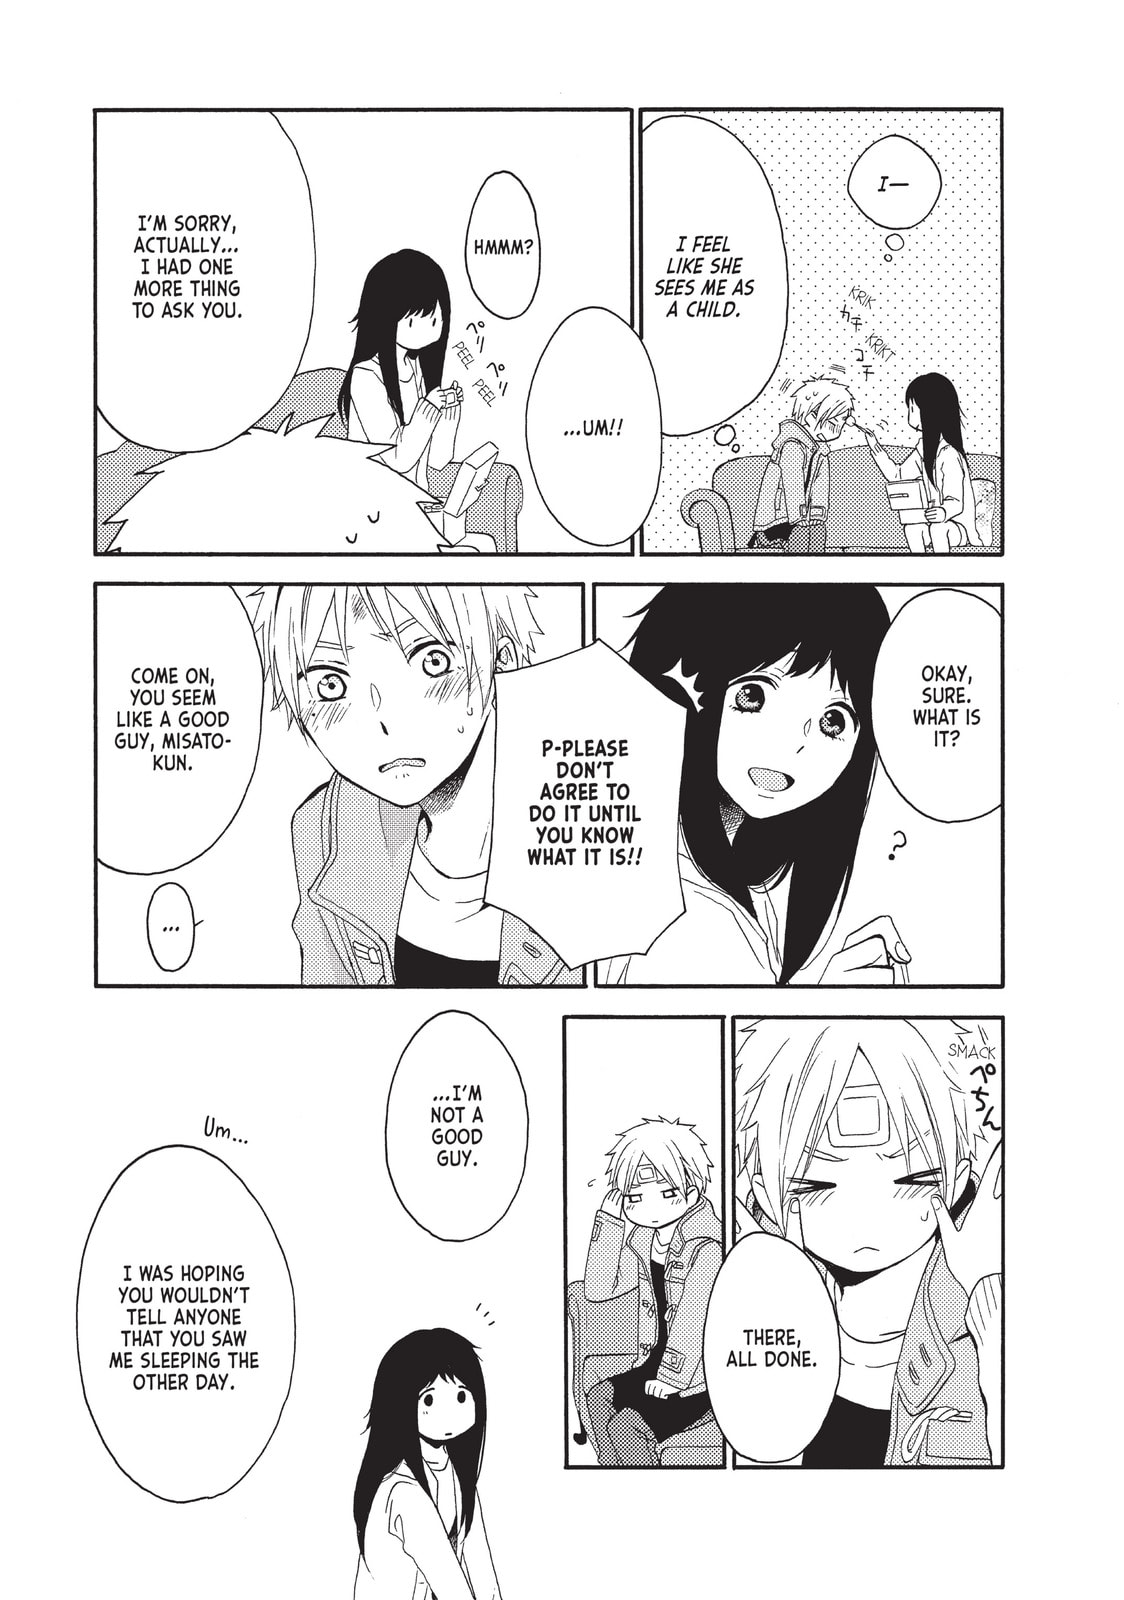 I—
I FEEL
LIKE SHE
SEES ME AS
A CHILD.
KRIK
カチ
KRIKT
コチ
...UM!!
HMMM?
ペリ
PEEL
ペリ
PEEL
I'M SORRY,
ACTUALLY...
I HAD ONE
MORE THING
TO ASK YOU.
OKAY,
SURE.
WHAT IS
IT?
?
P-PLEASE
DON'T
AGREE TO
DO IT UNTIL
YOU KNOW
WHAT IT IS!!
COME ON,
YOU SEEM
LIKE A GOOD
GUY, MISATO-
KUN.
...
SMACK
ぺちん
THERE,
ALL DONE.
...I'M
NOT A
GOOD
GUY.
Um...
I WAS HOPING
YOU WOULDN'T
TELL ANYONE
THAT YOU SAW
ME SLEEPING THE
OTHER DAY.